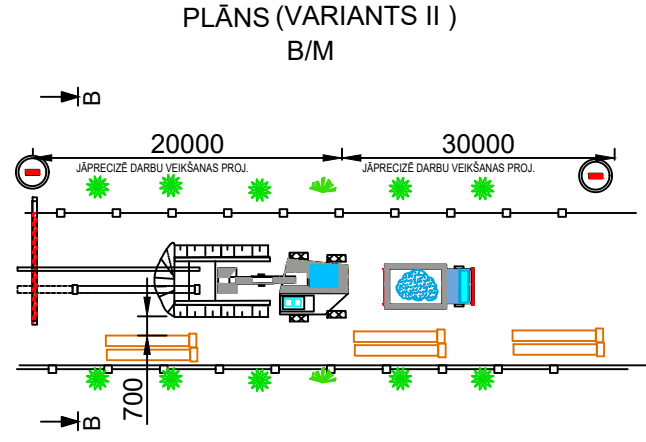 PLĀNS (VARIANTS II )
B/M
B
20000
30000
JĀPRECIZĒ DARBU VEIKŠANAS PROJ.
JĀPRECIZĒ DARBU VEIKŠANAS PROJ.
700
B